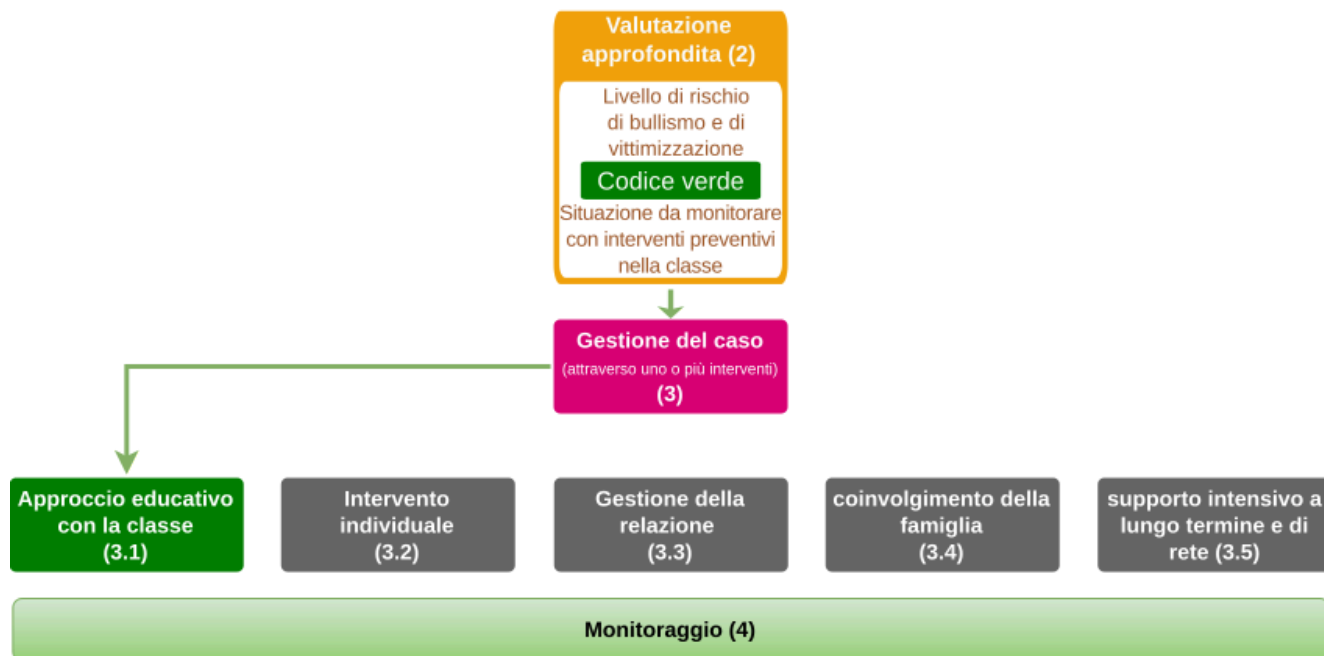 Valutazione
approfondita (2)
Livello di rischio
di bullismo e di
vittimizzazione
Codice verde
Situazione da monitorare
con interventi preventivi
nella classe
Gestione del caso
(attraverso uno o più interventi)
(3)
Approccio educativo
con la classe
(3.1)
Intervento
individuale
(3.2)
Gestione della
relazione
(3.3)
coinvolgimento della
famiglia
(3.4)
supporto intensivo a
lungo termine e di
rete (3.5)
Monitoraggio (4)